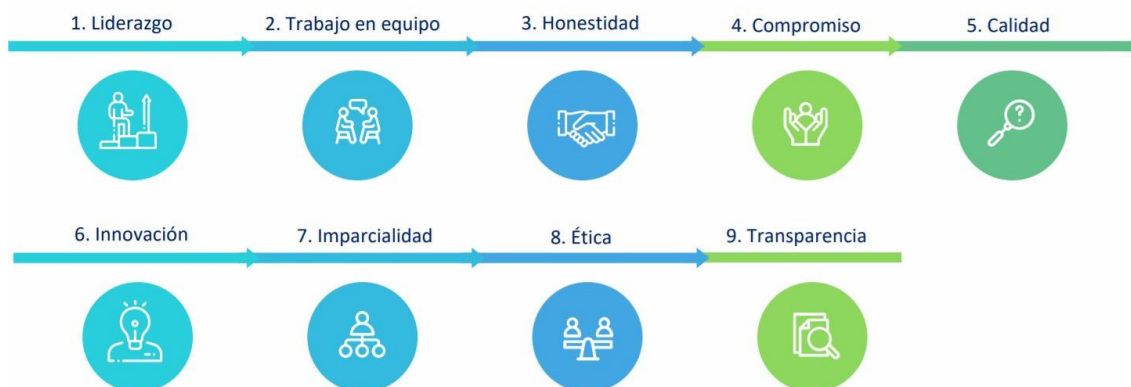 1. Liderazgo
2. Trabajo en equipo
3. Honestidad
4. Compromiso
5. Calidad
?
6. Innovación
7. Imparcialidad
8. Ética
9. Transparencia